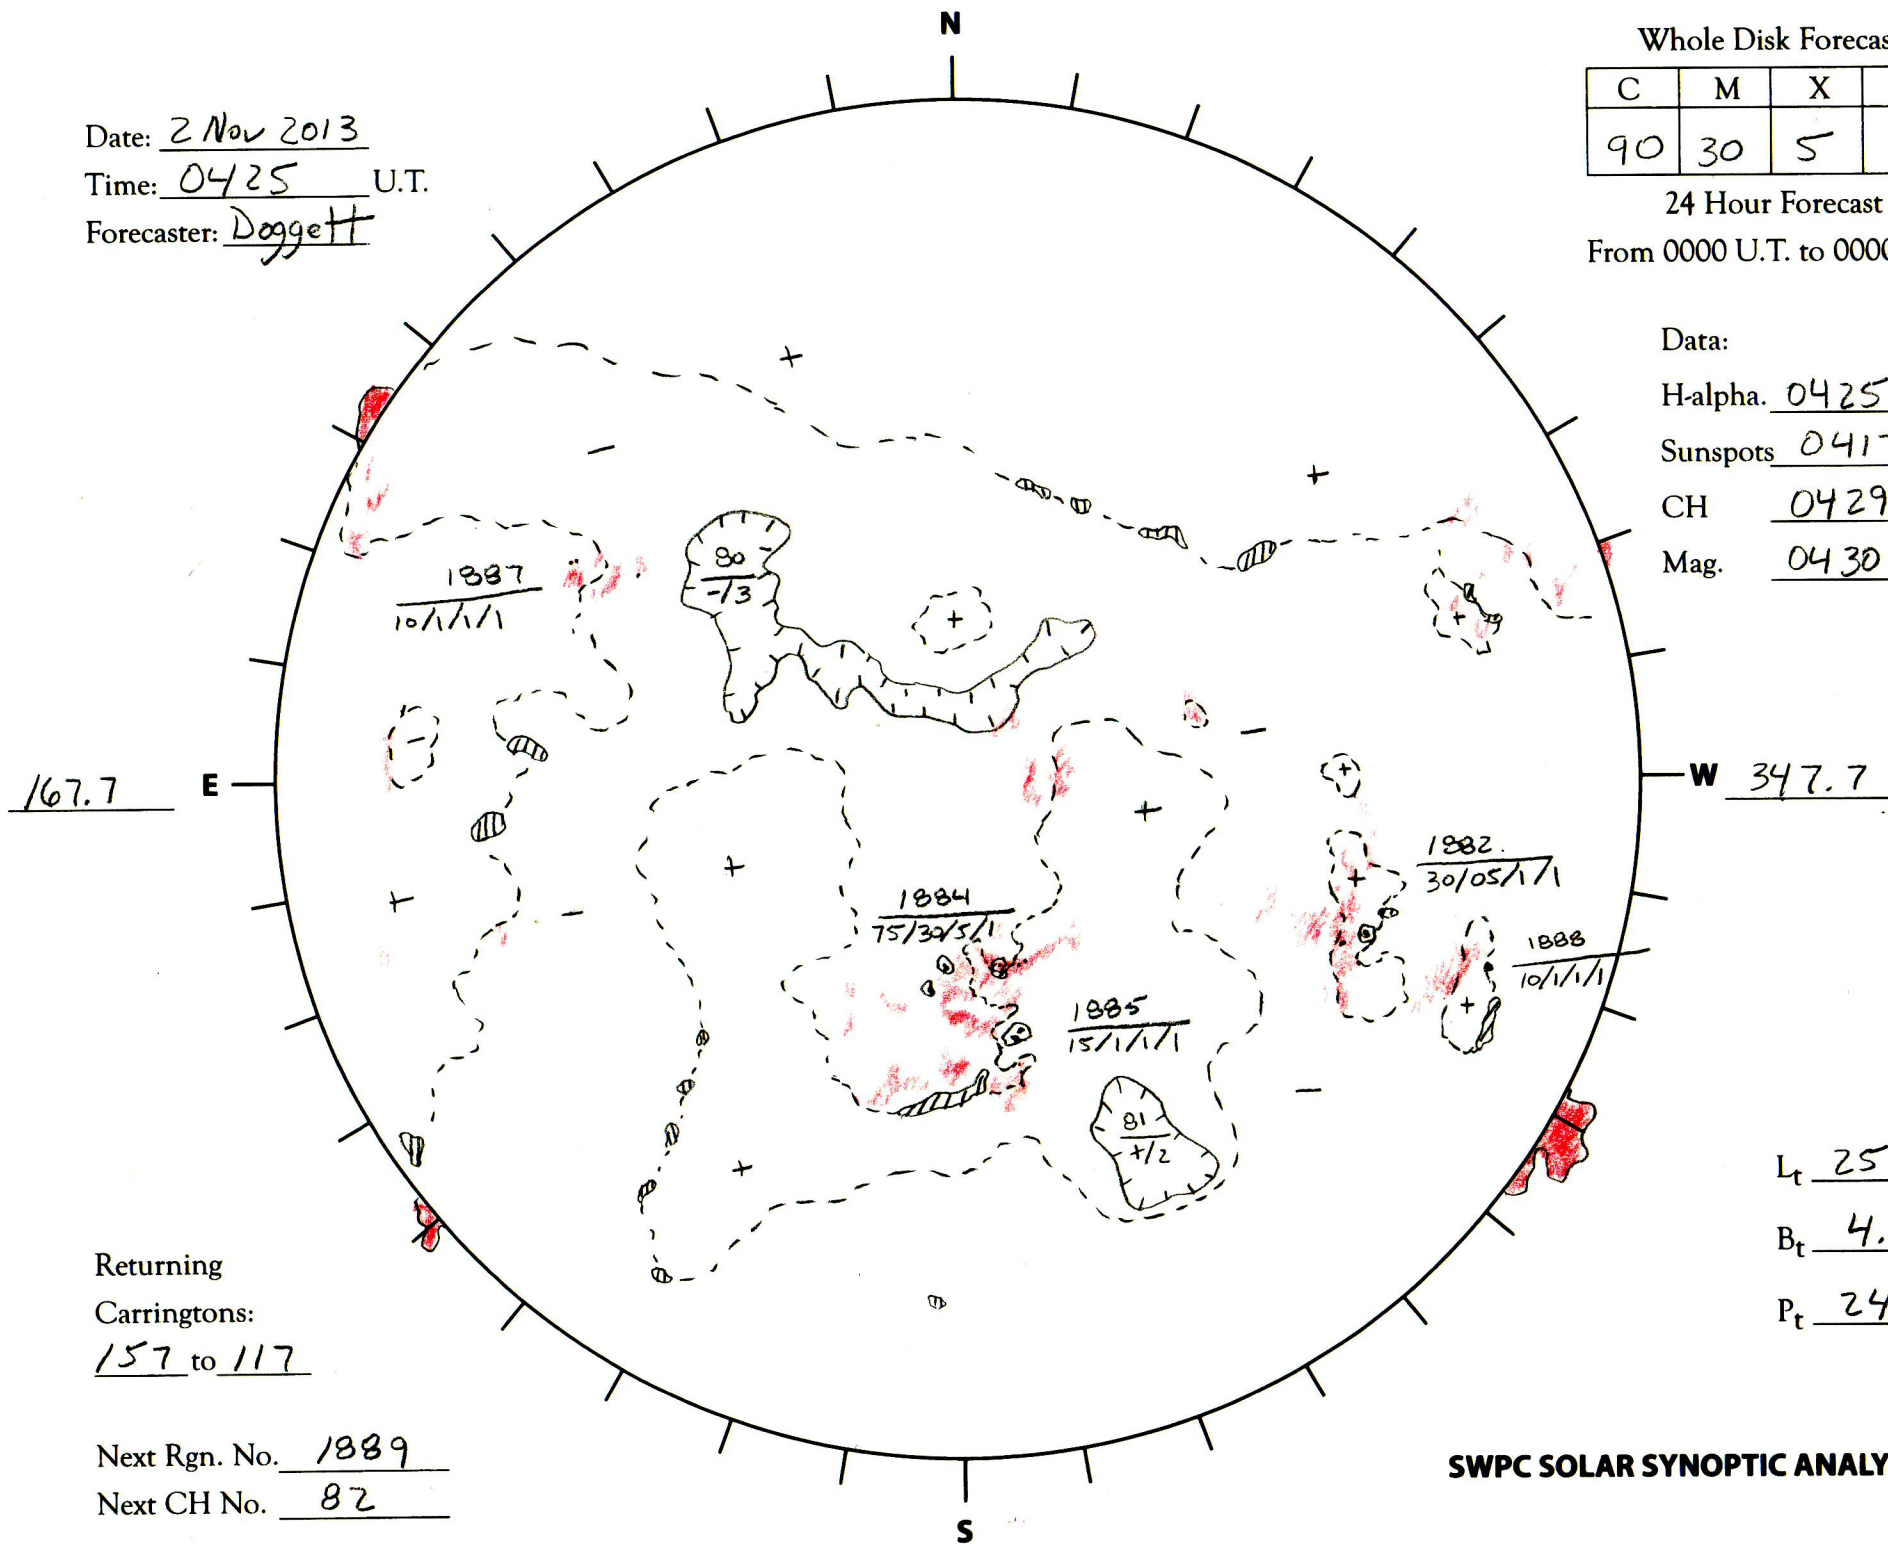 N
Whole Disk Forecas
C M X
90 30 5
24 Hour Forecast
From 0000 U.T. to 0000
Date: 2 Nov 2013
Time: 0425 U.T.
Forecaster: Doggett
Data:
H-alpha. 0425
Sunspots 041
CH 0429
Mag. 0430
+
-
+
1887
10/1/1/1
80
-/3
+
+
-
-
+
167.7 E
W 347.7
+
+
1882.
30/05/1/1
+
+
-
1884
75/30/5/1
1888
10/1/1/1
+
1885
15/1/1/1
-
81
+/2
+
Lt 25
Bt 4.
Pt 24
Returning
Carringtons:
157 to 117
Next Rgn. No. 1889
Next CH No. 82
SWPC SOLAR SYNOPTIC ANALY
S